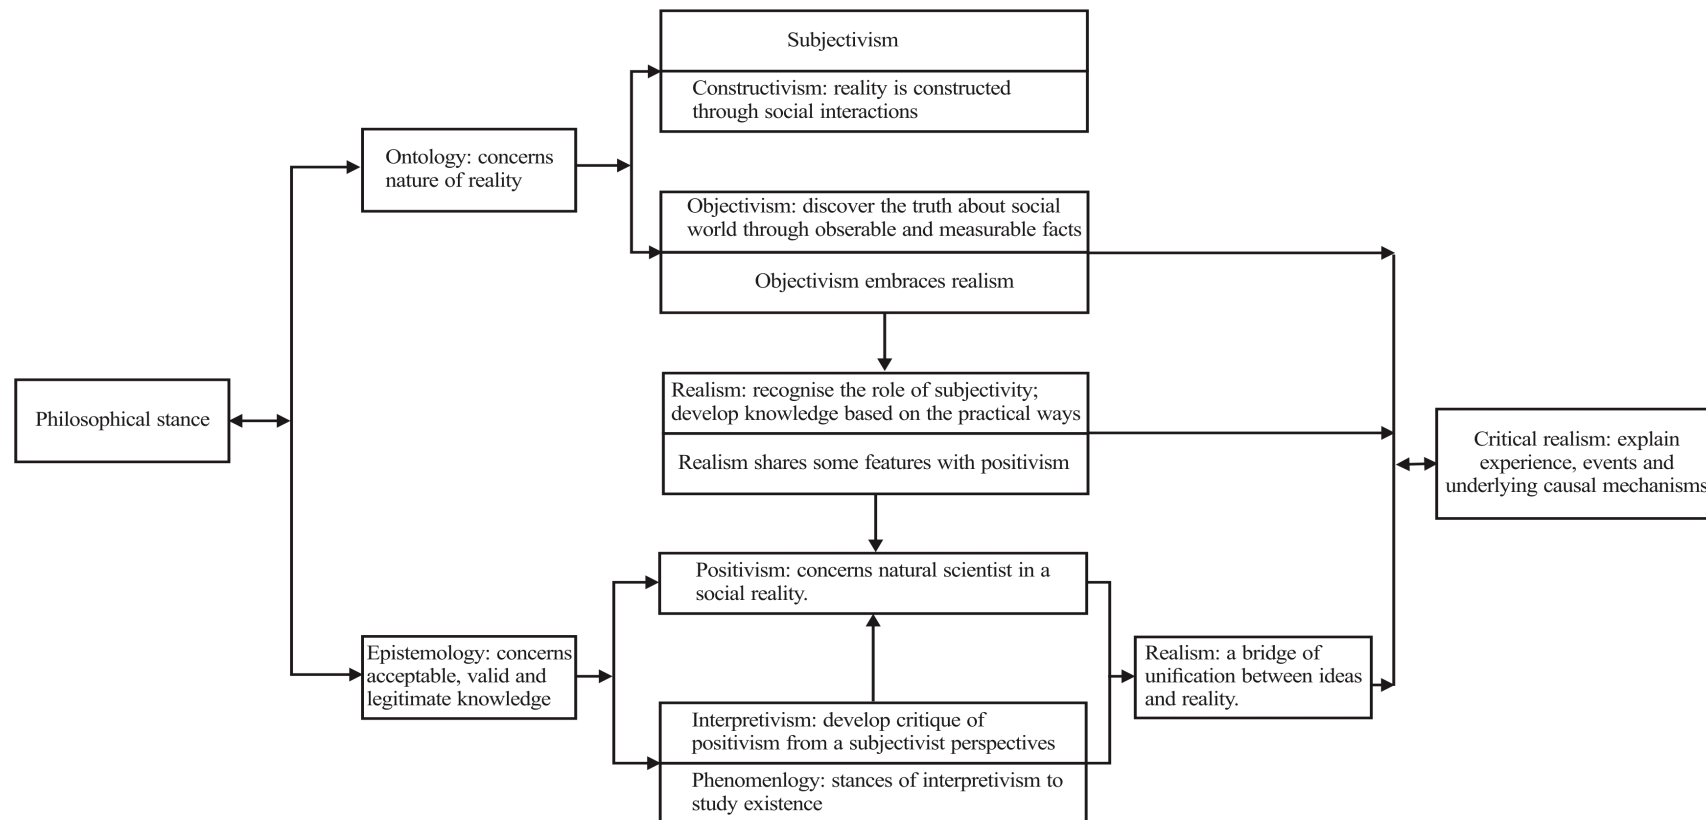 Subjectivism
Constructivism: reality is constructed
through social interactions
Ontology: concerns
nature of reality
Objectivism: discover the truth about social
world through obserable and measurable facts
Objectivism embraces realism
Philosophical stance
Realism: recognise the role of subjectivity;
develop knowledge based on the practical ways
Realism shares some features with positivism
Critical realism: explain
experience, events and
underlying causal mechanisms
Positivism: concerns natural scientist in a
social reality.
Epistemology: concerns
acceptable, valid and
legitimate knowledge
Realism: a bridge of
unification between ideas
and reality.
Interpretivism: develop critique of
positivism from a subjectivist perspectives
Phenomenlogy: stances of interpretivism to
study existence